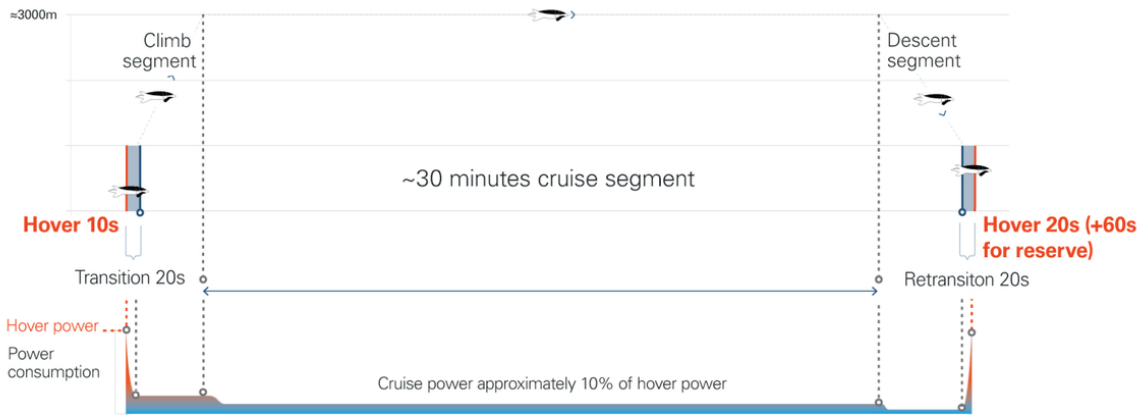 ≈3000m
Climb
segment
Descent
segment
~30 minutes cruise segment
Hover 10s
Hover 20s (+60s
for reserve)
Transition 20s
Retransiton 20s
Hover power
Power
consumption
Cruise power approximately 10% of hover power